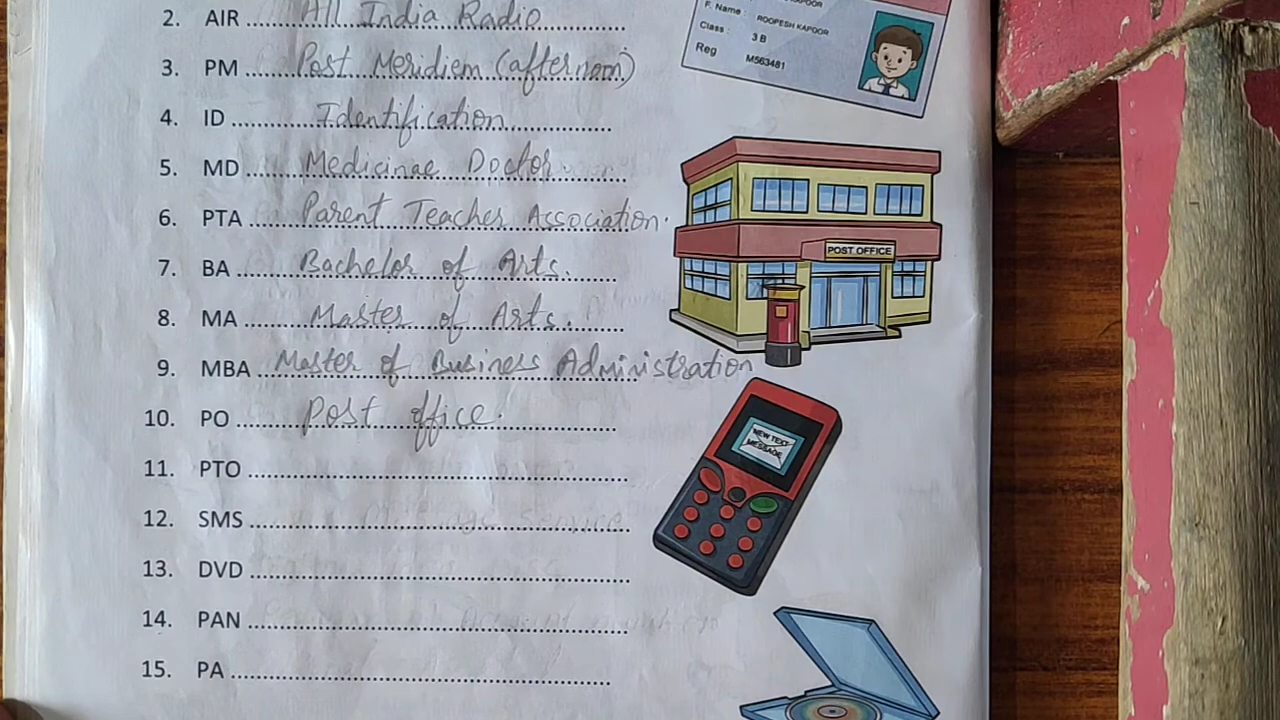 KAPOOR
F. Name : ROOPESH KAPOOR
Class : 3 B
Reg M563481
2. AIR All India Radio
3. PM Post Meridiem (afternoon)
4. ID Identification
5. MD Medicinae Doctor.
6. PTA Parent Teacher Association.
7. BA Bachelor of Arts.
8. MA Master of Arts.
9. MBA Master of Business Administration
10. PO Post office.
11. PTO
12. SMS
13. DVD
14. PAN
15. PA
POST OFFICE
NEW TEXT
MESSAGE